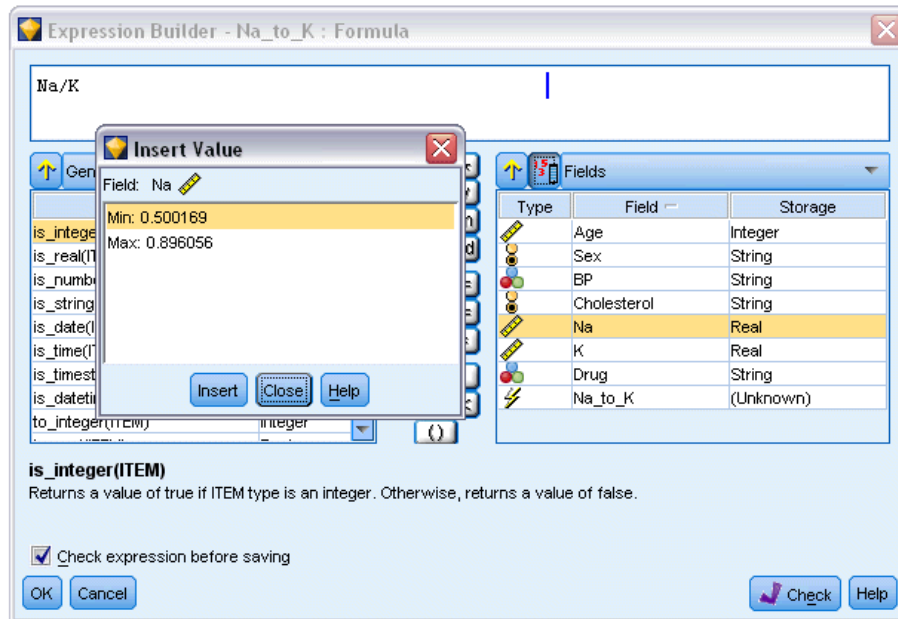 Expression Builder - Na_to_K : Formula
Na/K
Insert Value
Field: Na
Min: 0.500169
Max: 0.896056
Insert Close Help
Gen
is_intege
is_real(IT
is_numb
is_string
is_date(I
is_time(IT
is_timest
is_datetin
to_integer(ITEM) Integer
()
Fields
Type Field Storage
Age Integer
Sex String
BP String
Cholesterol String
Na Real
K Real
Drug String
Na_to_K (Unknown)
is_integer(ITEM)
Returns a value of true if ITEM type is an integer. Otherwise, returns a value of false.
Check expression before saving
OK Cancel Check Help